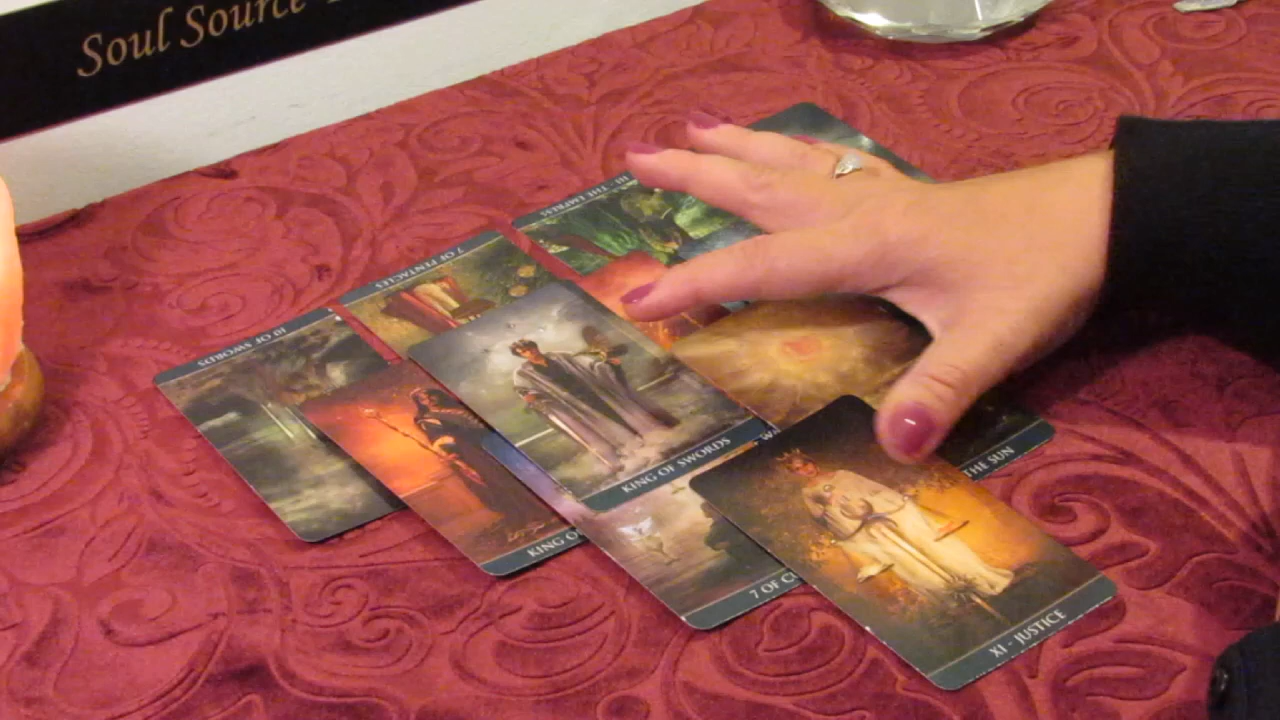 Soul Source
III - THE EMPRESS
7 OF PENTACLES
10 OF SWORDS
KING OF SWORDS
THE SUN
KING
7 OF
XI - JUSTICE